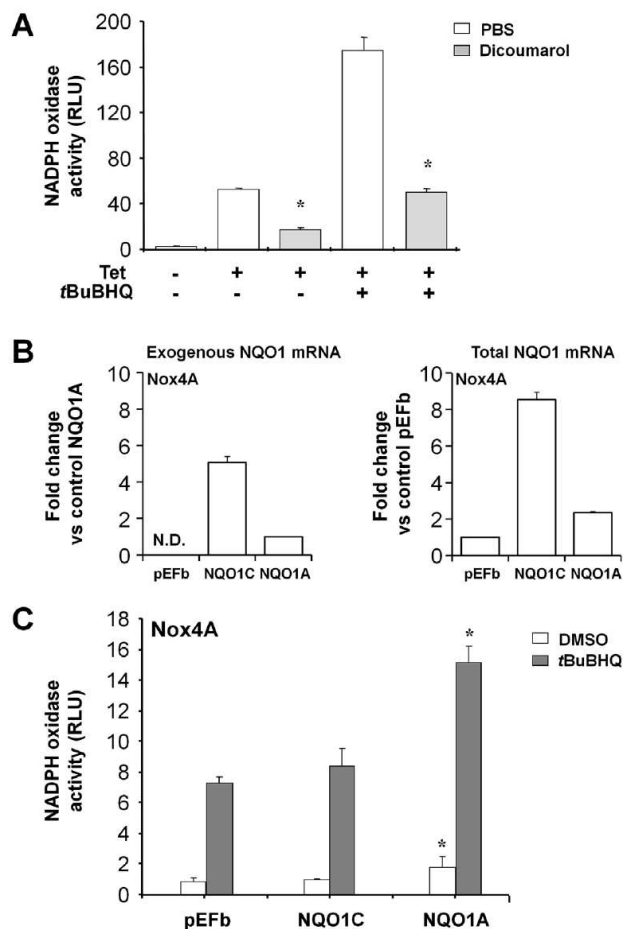 A
NADPH oxidase
activity (RLU)
200
160
120
80
40
0
PBS
Dicoumarol
*
*
Tet - + + + +
tBuBHQ - - - + +
B
Exogenous NQO1 mRNA
Nox4A
Fold change
vs control NQO1A
10
8
6
4
2
0
N.D.
pEFb NQO1C NQO1A
Total NQO1 mRNA
Nox4A
Fold change
vs control pEFb
10
8
6
4
2
0
pEFb NQO1C NQO1A
C
Nox4A
NADPH oxidase
activity (RLU)
18
16
14
12
10
8
6
4
2
0
DMSO
tBuBHQ
*
*
pEFb NQO1C NQO1A